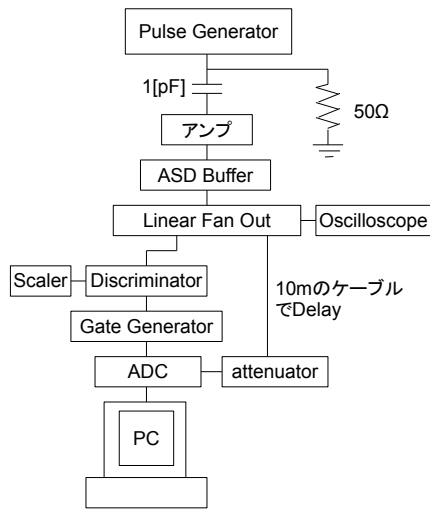 Pulse Generator
1[pF]
50Ω
アンプ
ASD Buffer
Linear Fan Out
Oscilloscope
Scaler
Discriminator
10mのケーブル
でDelay
Gate Generator
ADC
attenuator
PC